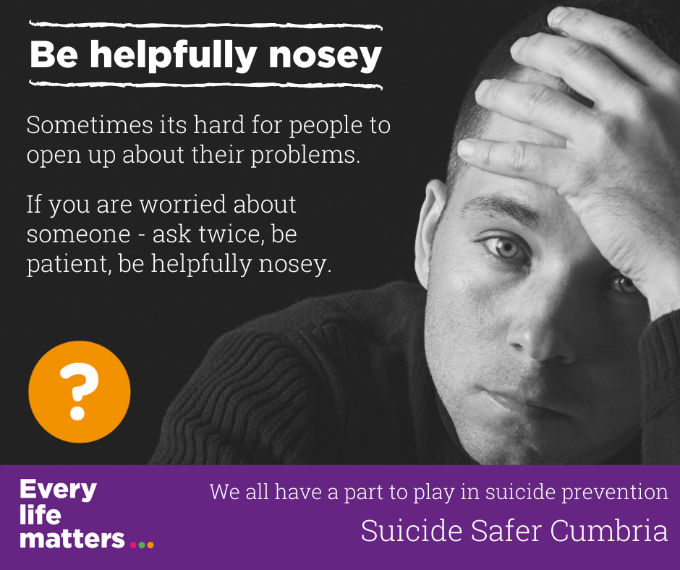 Be helpfully nosey
Sometimes its hard for people to
open up about their problems.
If you are worried about
someone - ask twice, be
patient, be helpfully nosey.
?
Every
life
matters...
We all have a part to play in suicide prevention
Suicide Safer Cumbria